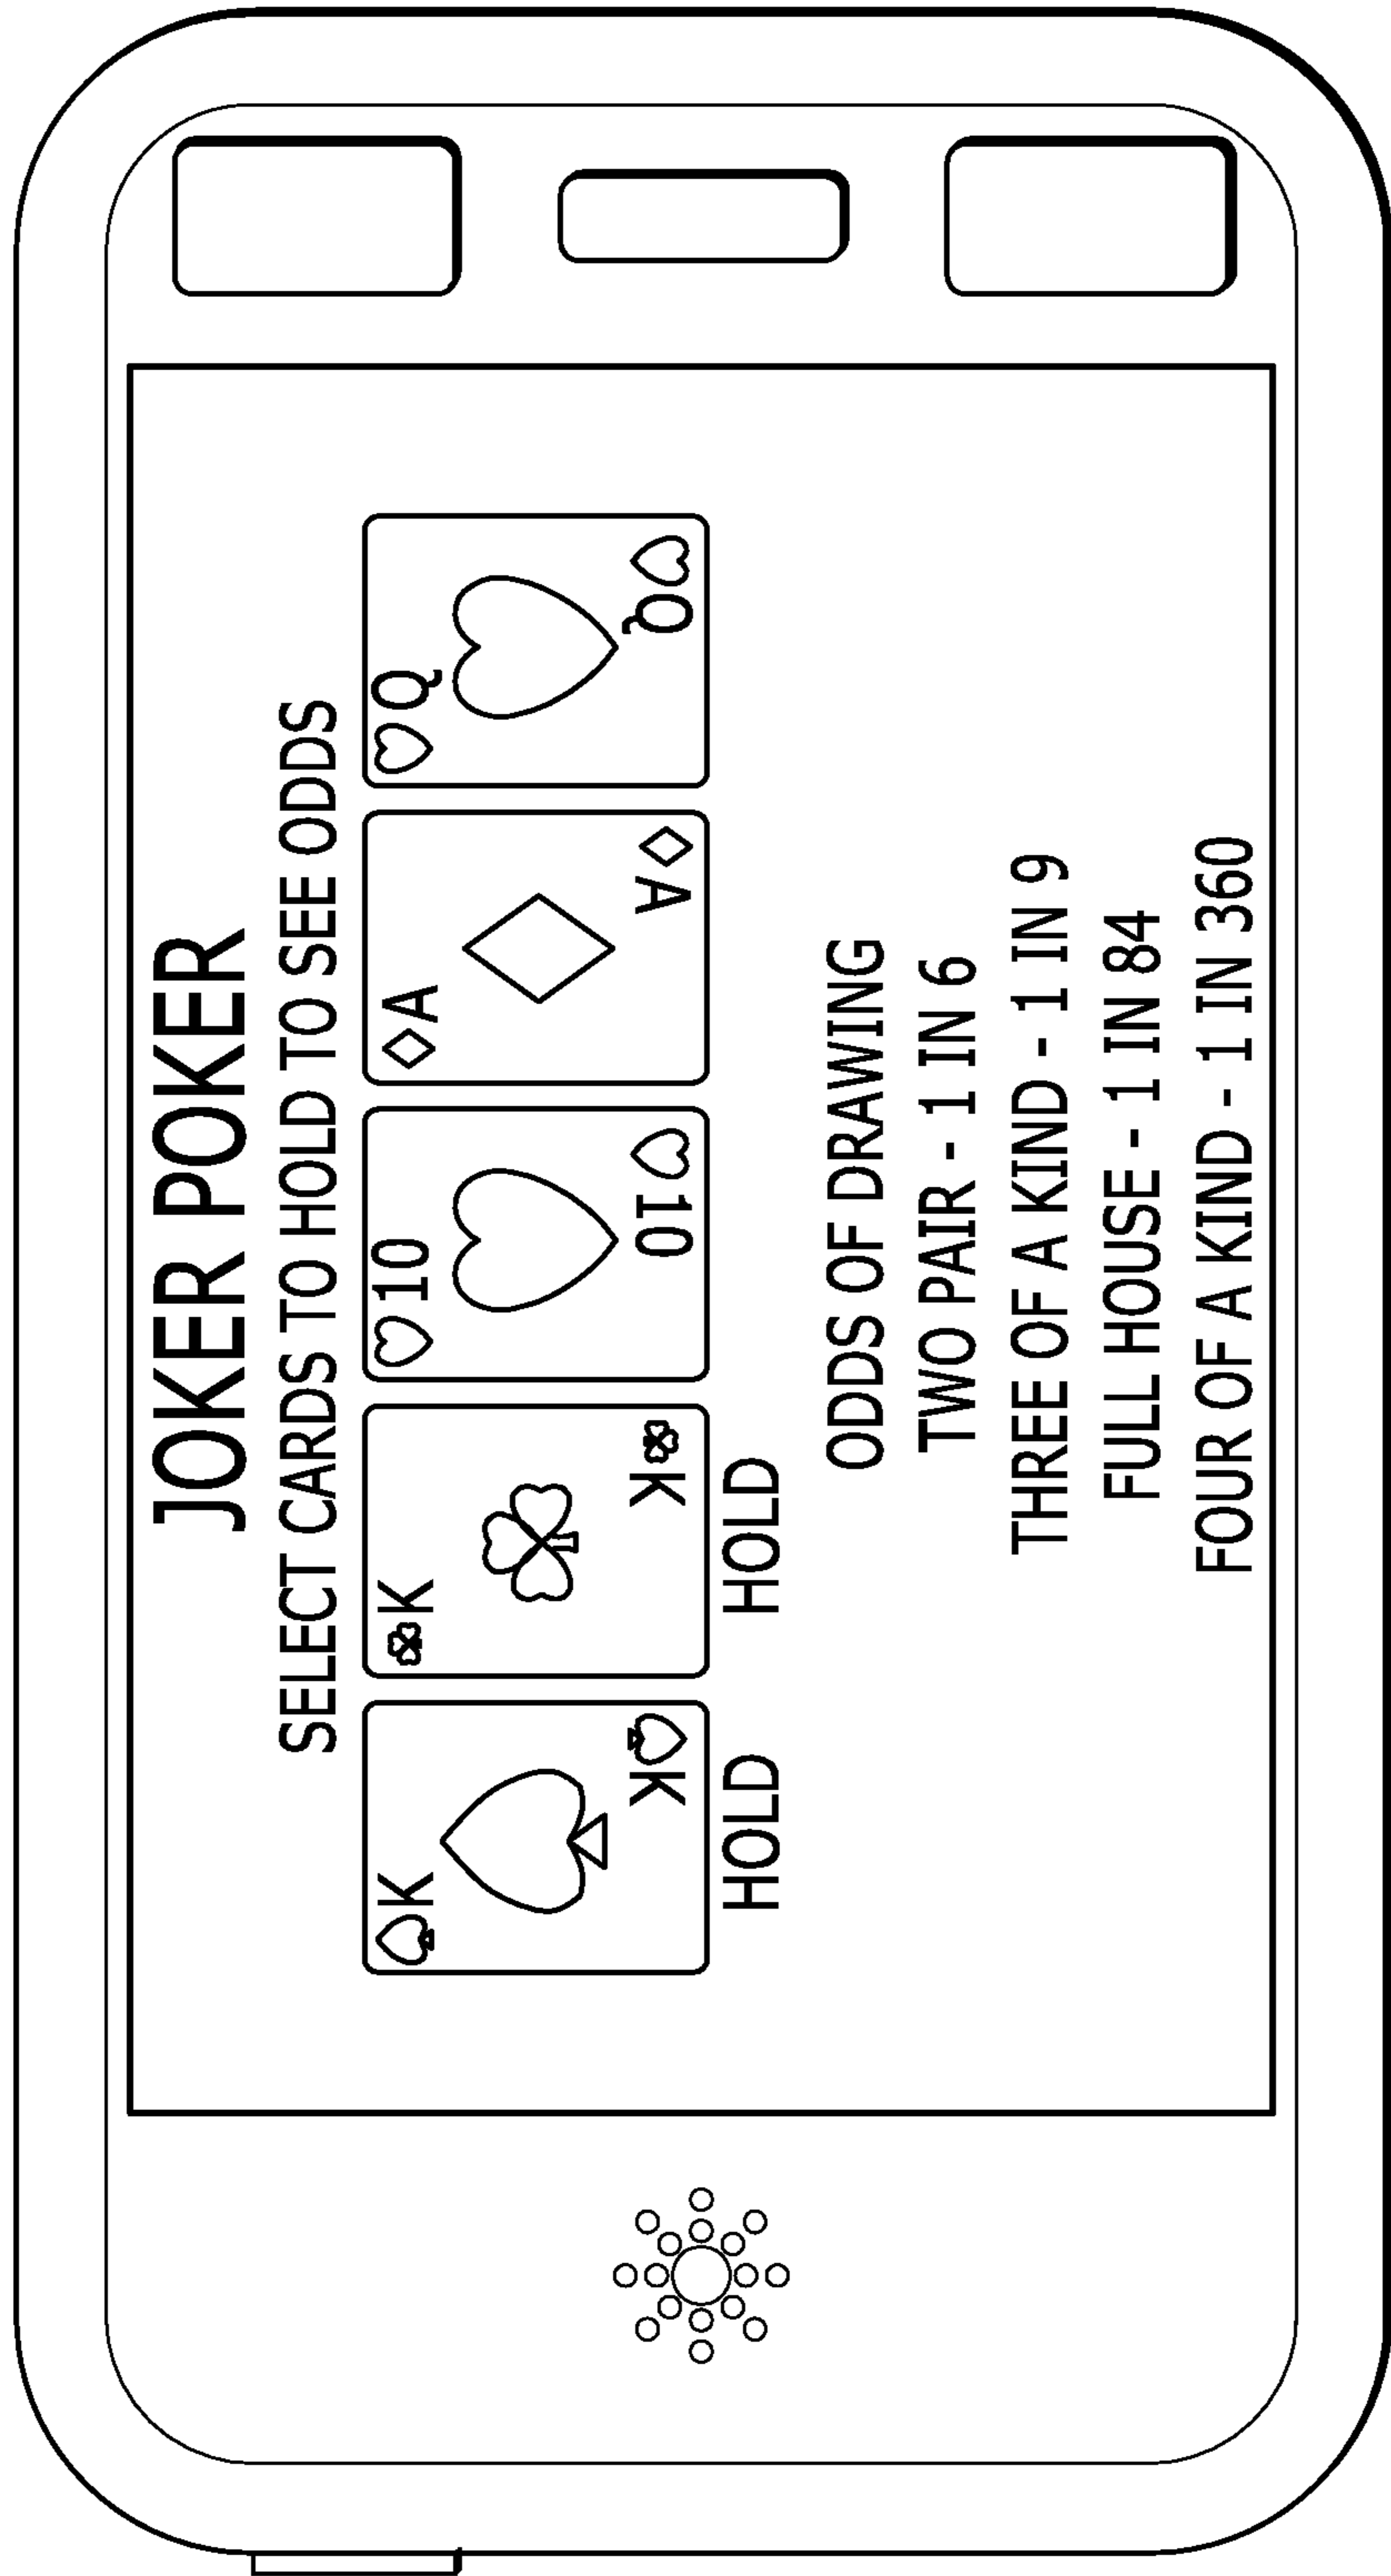 JOKER POKER
SELECT CARDS TO HOLD TO SEE ODDS
K K 10 A Q
K K 10 A Q
HOLD HOLD
ODDS OF DRAWING
TWO PAIR - 1 IN 6
THREE OF A KIND - 1 IN 9
FULL HOUSE - 1 IN 84
FOUR OF A KIND - 1 IN 360